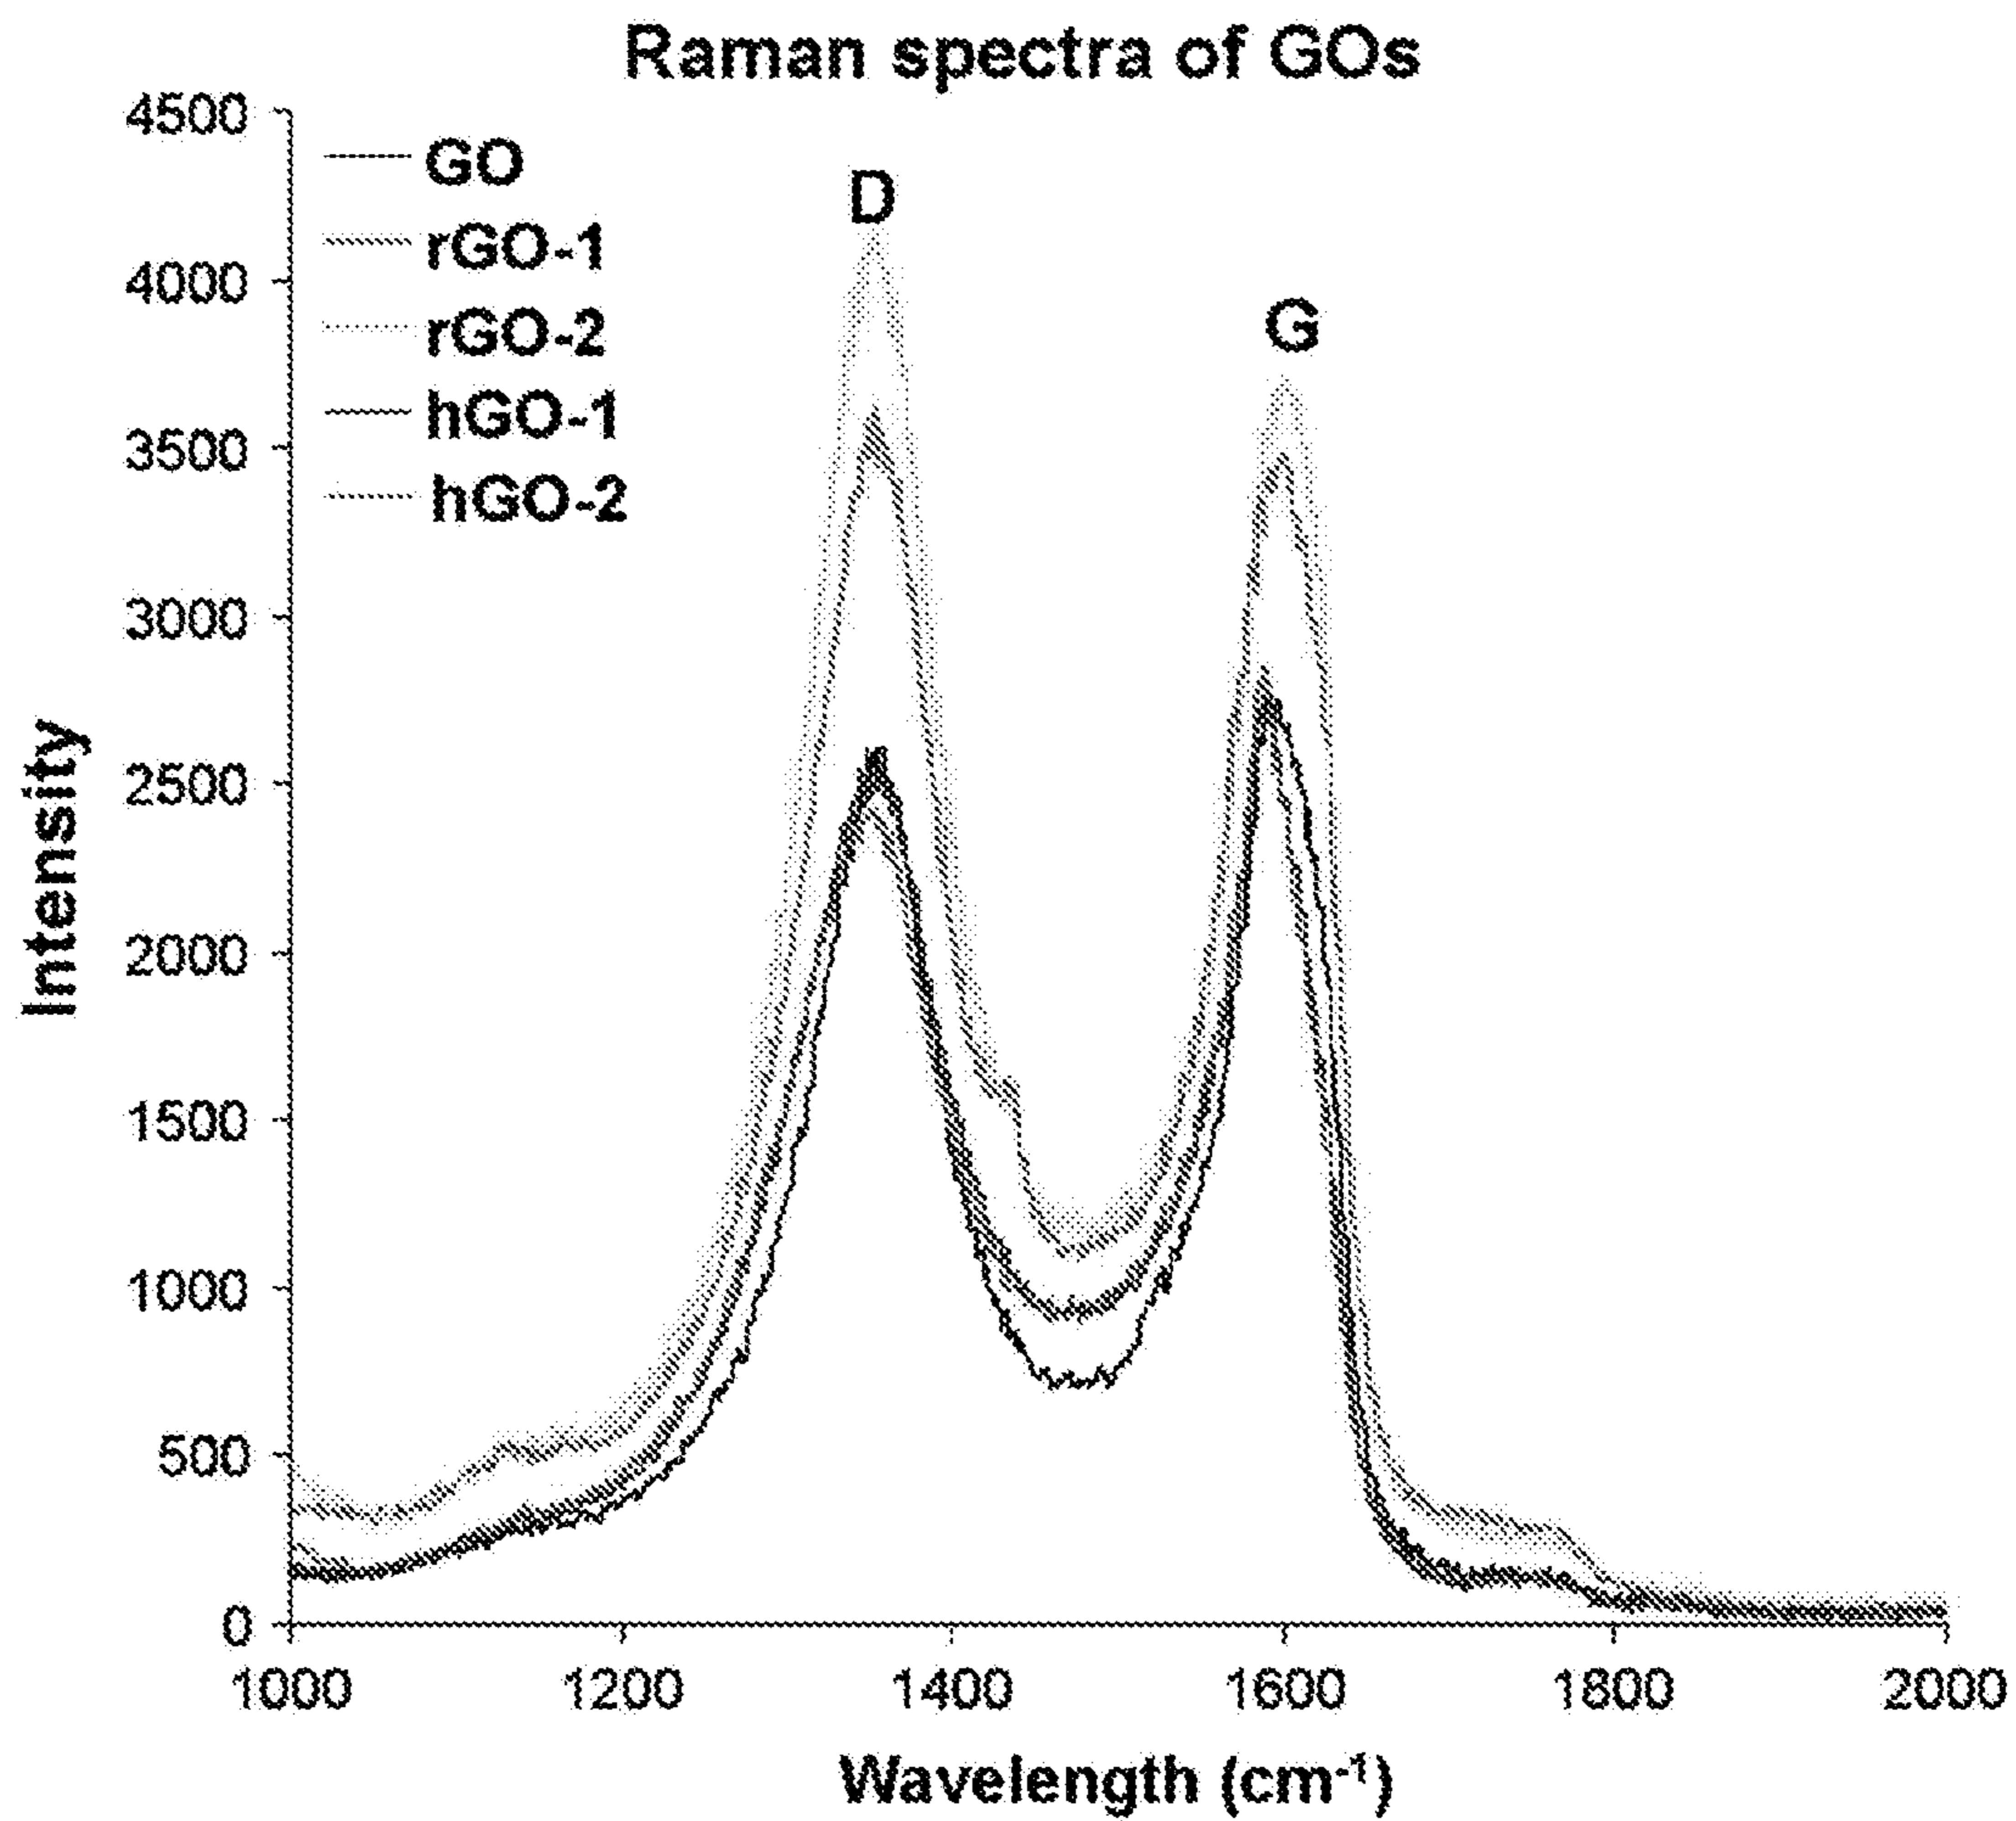 Raman spectra of GOs
4500
4000
3500
3000
2500
2000
1500
1000
500
0
GO
rGO-1
rGO-2
hGO-1
hGO-2
D
G
Intensity
1000 1200 1400 1600 1800 2000
Wavelength (cm⁻¹)